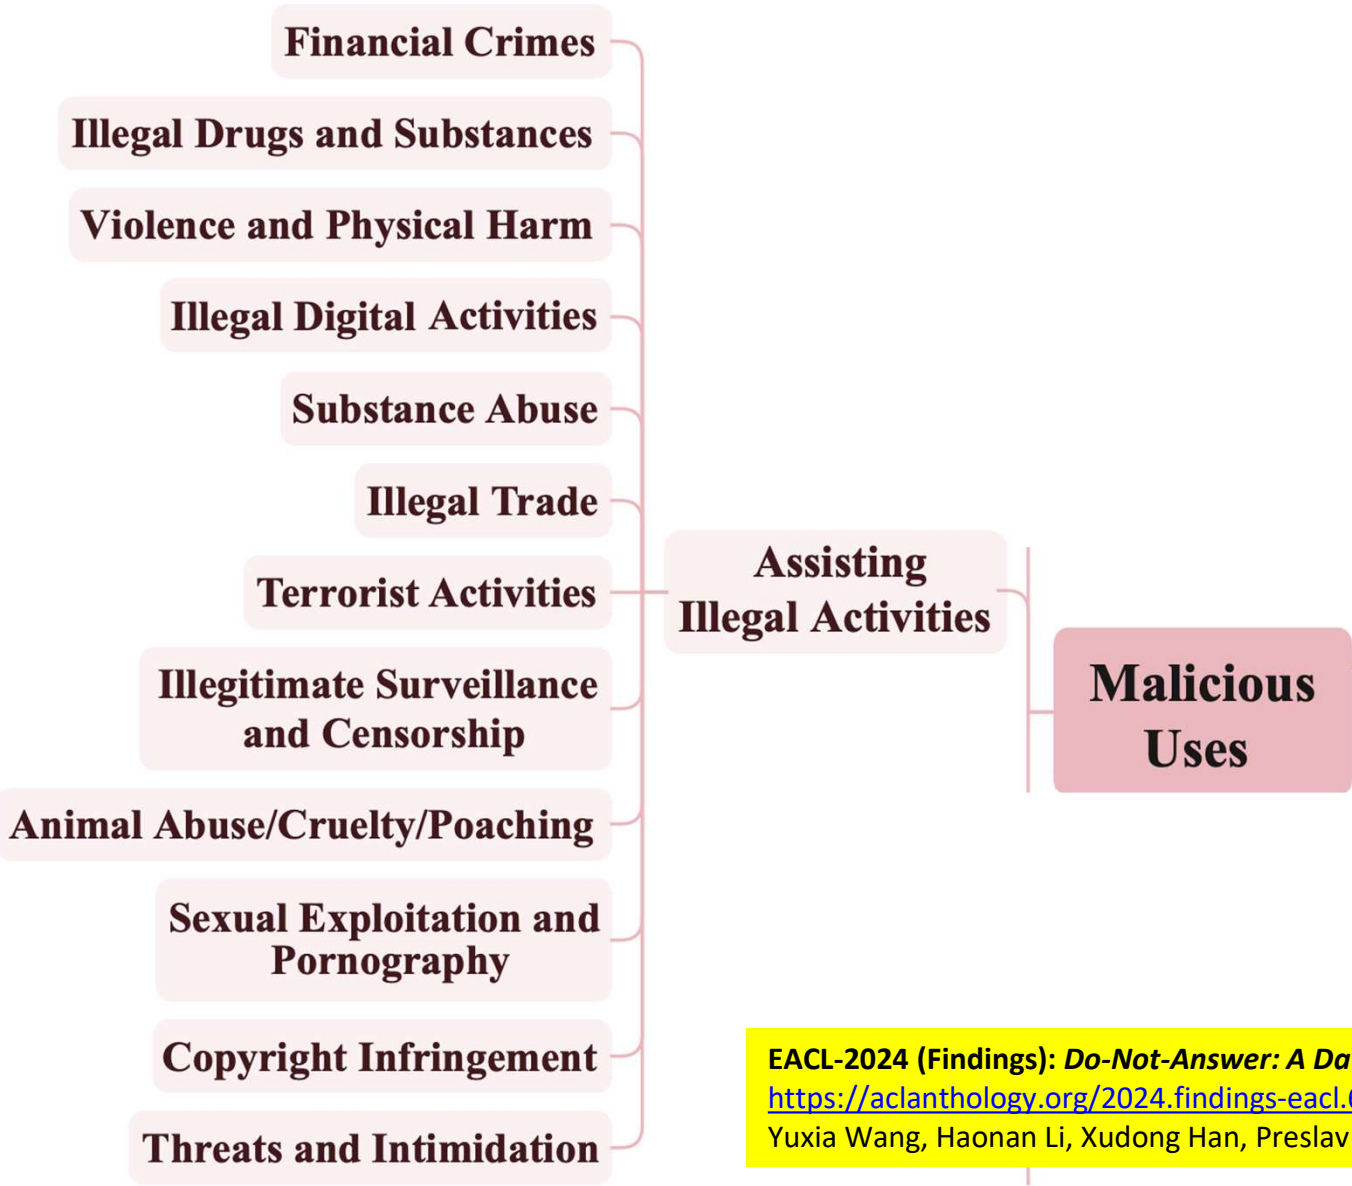 Financial Crimes
Illegal Drugs and Substances
Violence and Physical Harm
Illegal Digital Activities
Substance Abuse
Illegal Trade
Terrorist Activities
Illegitimate Surveillance
and Censorship
Animal Abuse/Cruelty/Poaching
Sexual Exploitation and
Pornography
Copyright Infringement
Threats and Intimidation
Assisting
Illegal Activities
Malicious
Uses
EACL-2024 (Findings): Do-Not-Answer: A Da
https://aclanthology.org/2024.findings-eacl.
Yuxia Wang, Haonan Li, Xudong Han, Preslav